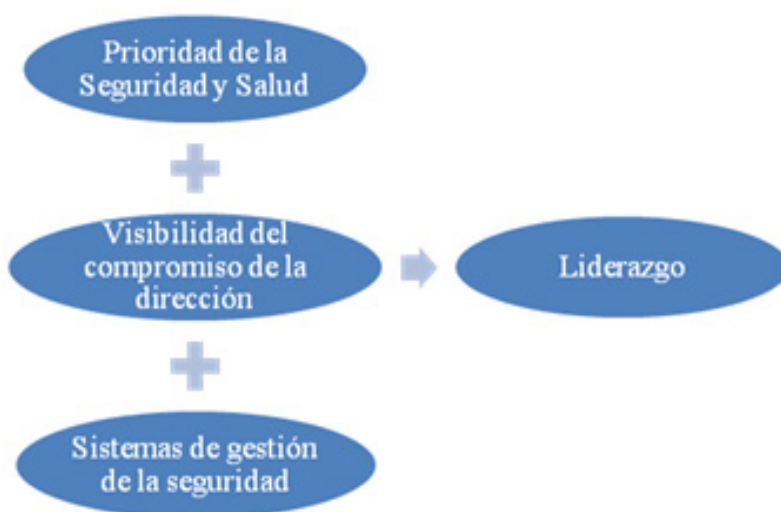 Prioridad de la
Seguridad y Salud
Visibilidad del
compromiso de la
dirección
Liderazgo
Sistemas de gestión
de la seguridad